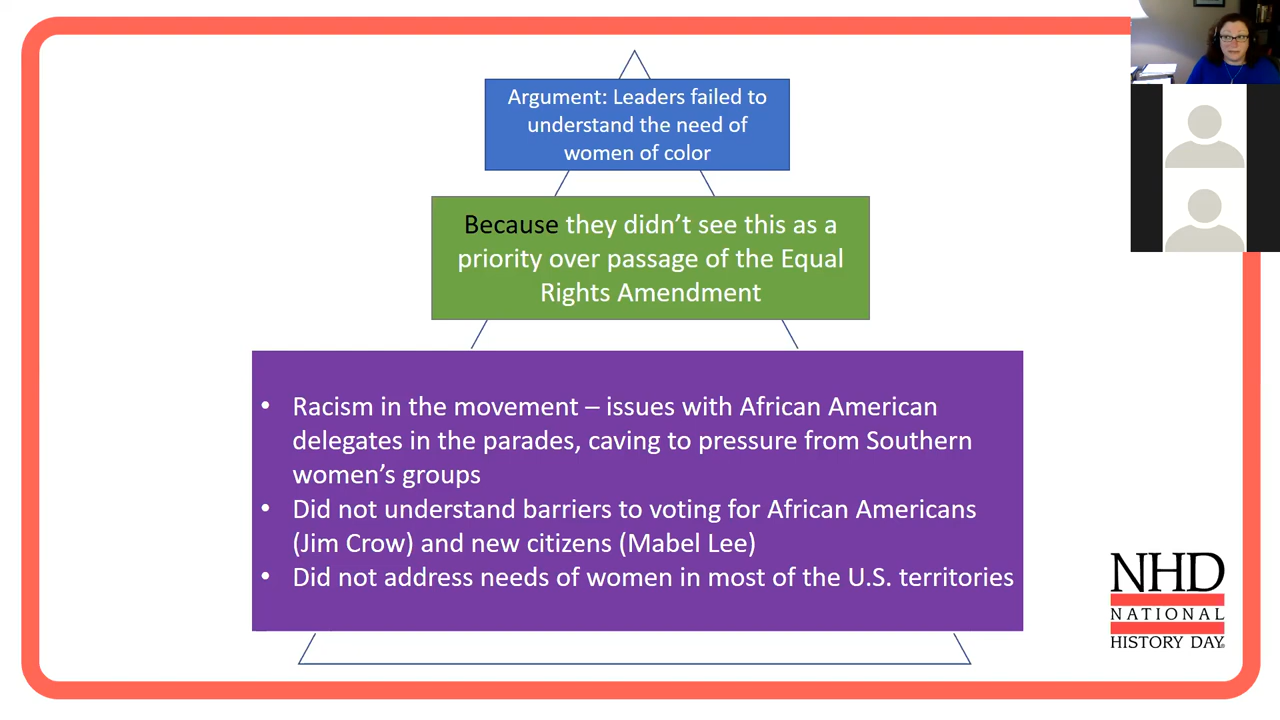 Argument: Leaders failed to
understand the need of
women of color
Because they didn’t see this as a
priority over passage of the Equal
Rights Amendment
• Racism in the movement – issues with African American
delegates in the parades, caving to pressure from Southern
women’s groups
• Did not understand barriers to voting for African Americans
(Jim Crow) and new citizens (Mabel Lee)
• Did not address needs of women in most of the U.S. territories
NHD
NATIONAL
HISTORY DAY